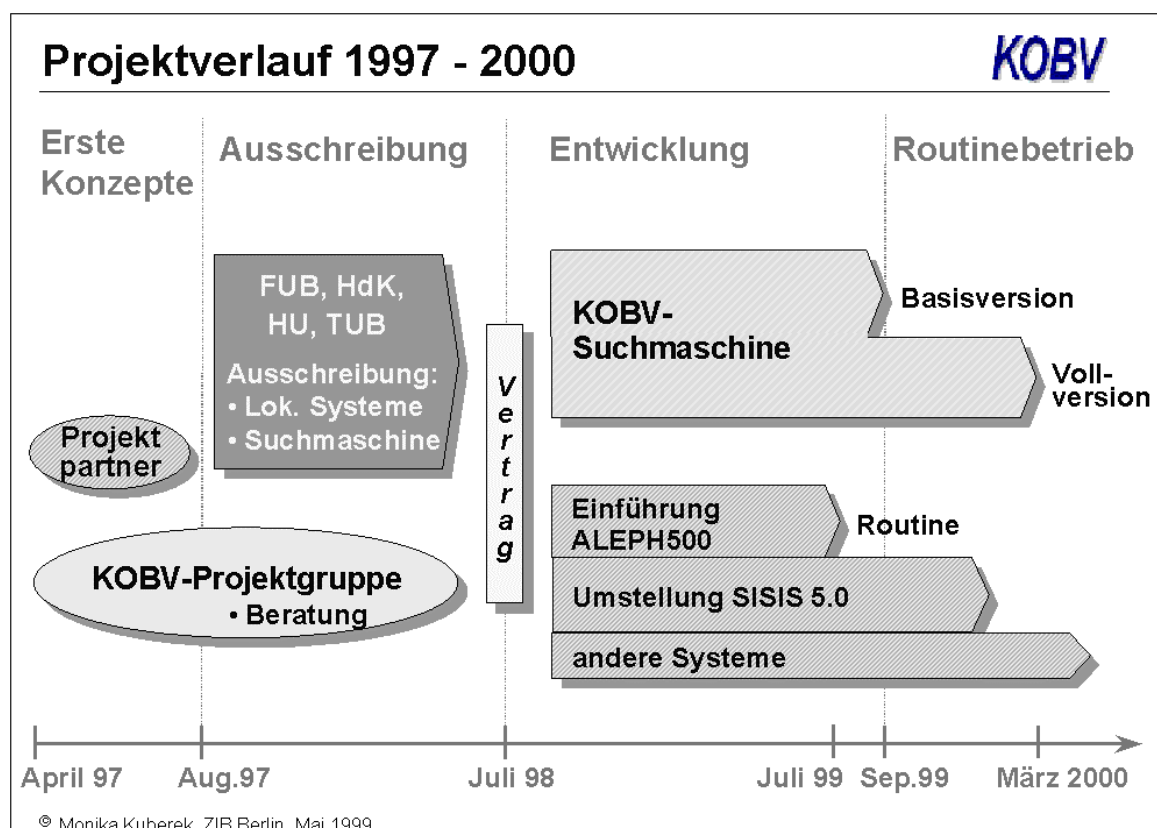 Projektverlauf 1997 - 2000
KOBV
Erste
Konzepte
Ausschreibung
Entwicklung
Routinebetrieb
FUB, HdK,
HU, TUB
Ausschreibung:
• Lok. Systeme
• Suchmaschine
Projekt
partner
KOBV-Projektgruppe
• Beratung
Vertrag
KOBV-
Suchmaschine
Basisversion
Voll-
version
Einführung
ALEPH500
Routine
Umstellung SISIS 5.0
andere Systeme
April 97
Aug.97
Juli 98
Juli 99
Sep.99
März 2000
© Monika Kuberek, ZIB Berlin, Mai 1999